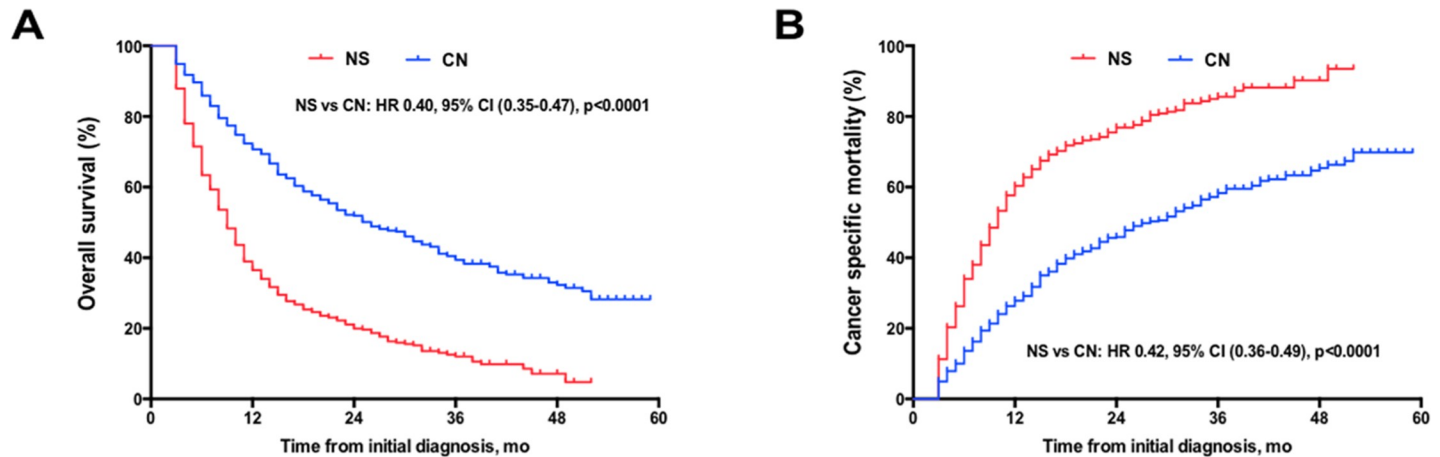 A
NS CN
NS vs CN: HR 0.40, 95% CI (0.35-0.47), p<0.0001
Overall survival (%)
100
80
60
40
20
0
0 12 24 36 48 60
Time from initial diagnosis, mo
B
NS CN
NS vs CN: HR 0.42, 95% CI (0.36-0.49), p<0.0001
Cancer specific mortality (%)
100
80
60
40
20
0
0 12 24 36 48 60
Time from initial diagnosis, mo